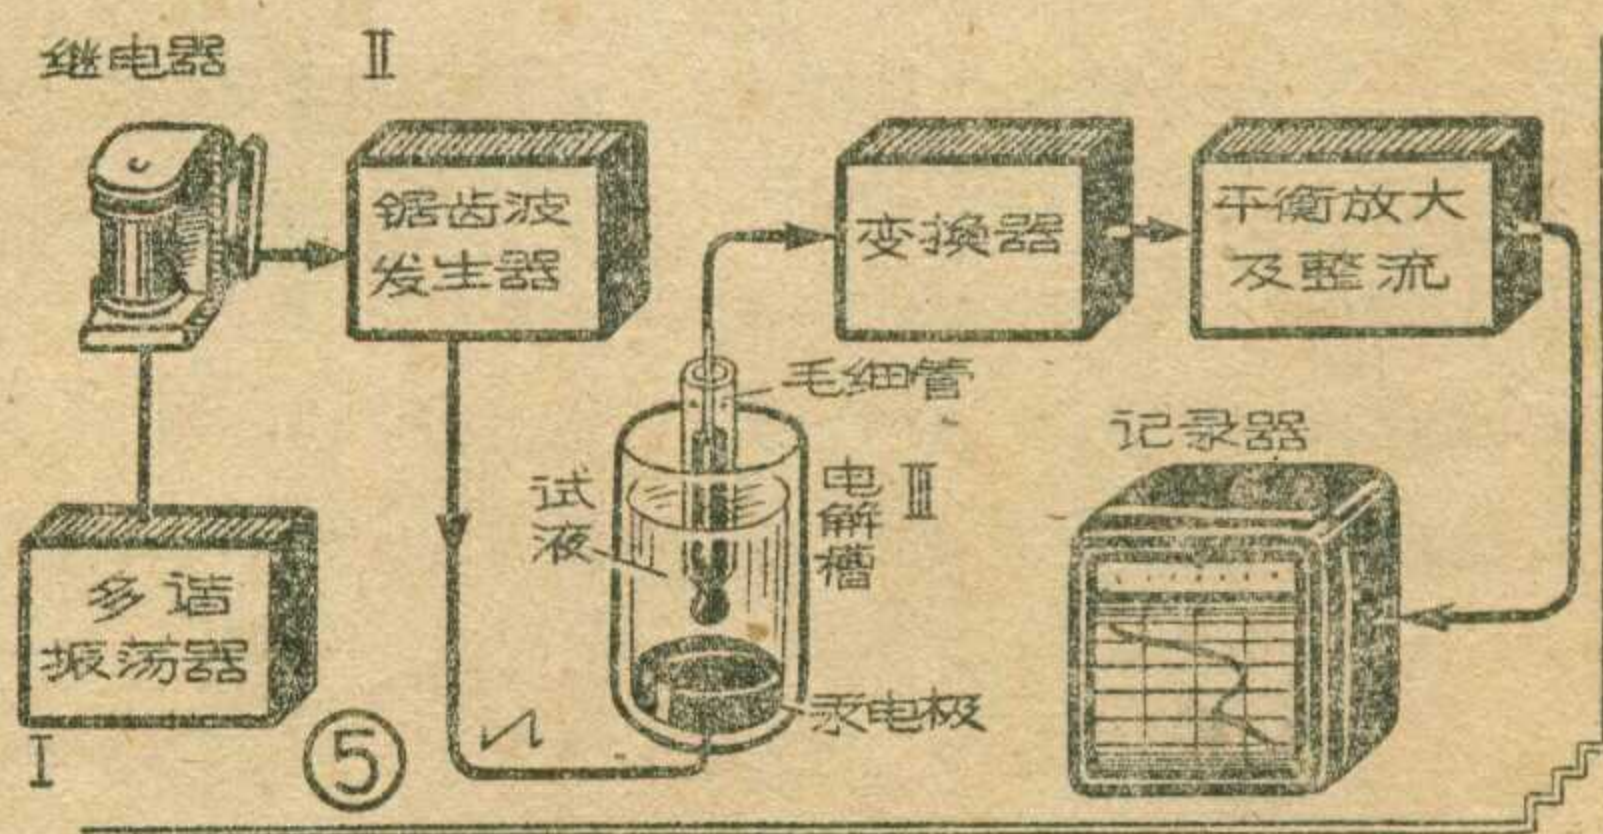 继电器
II
锯齿波
发生器
变换器
平衡放大
及整流
毛细管
记录器
试液
电解槽
III
多谐
振荡器
汞电极
I
⑤